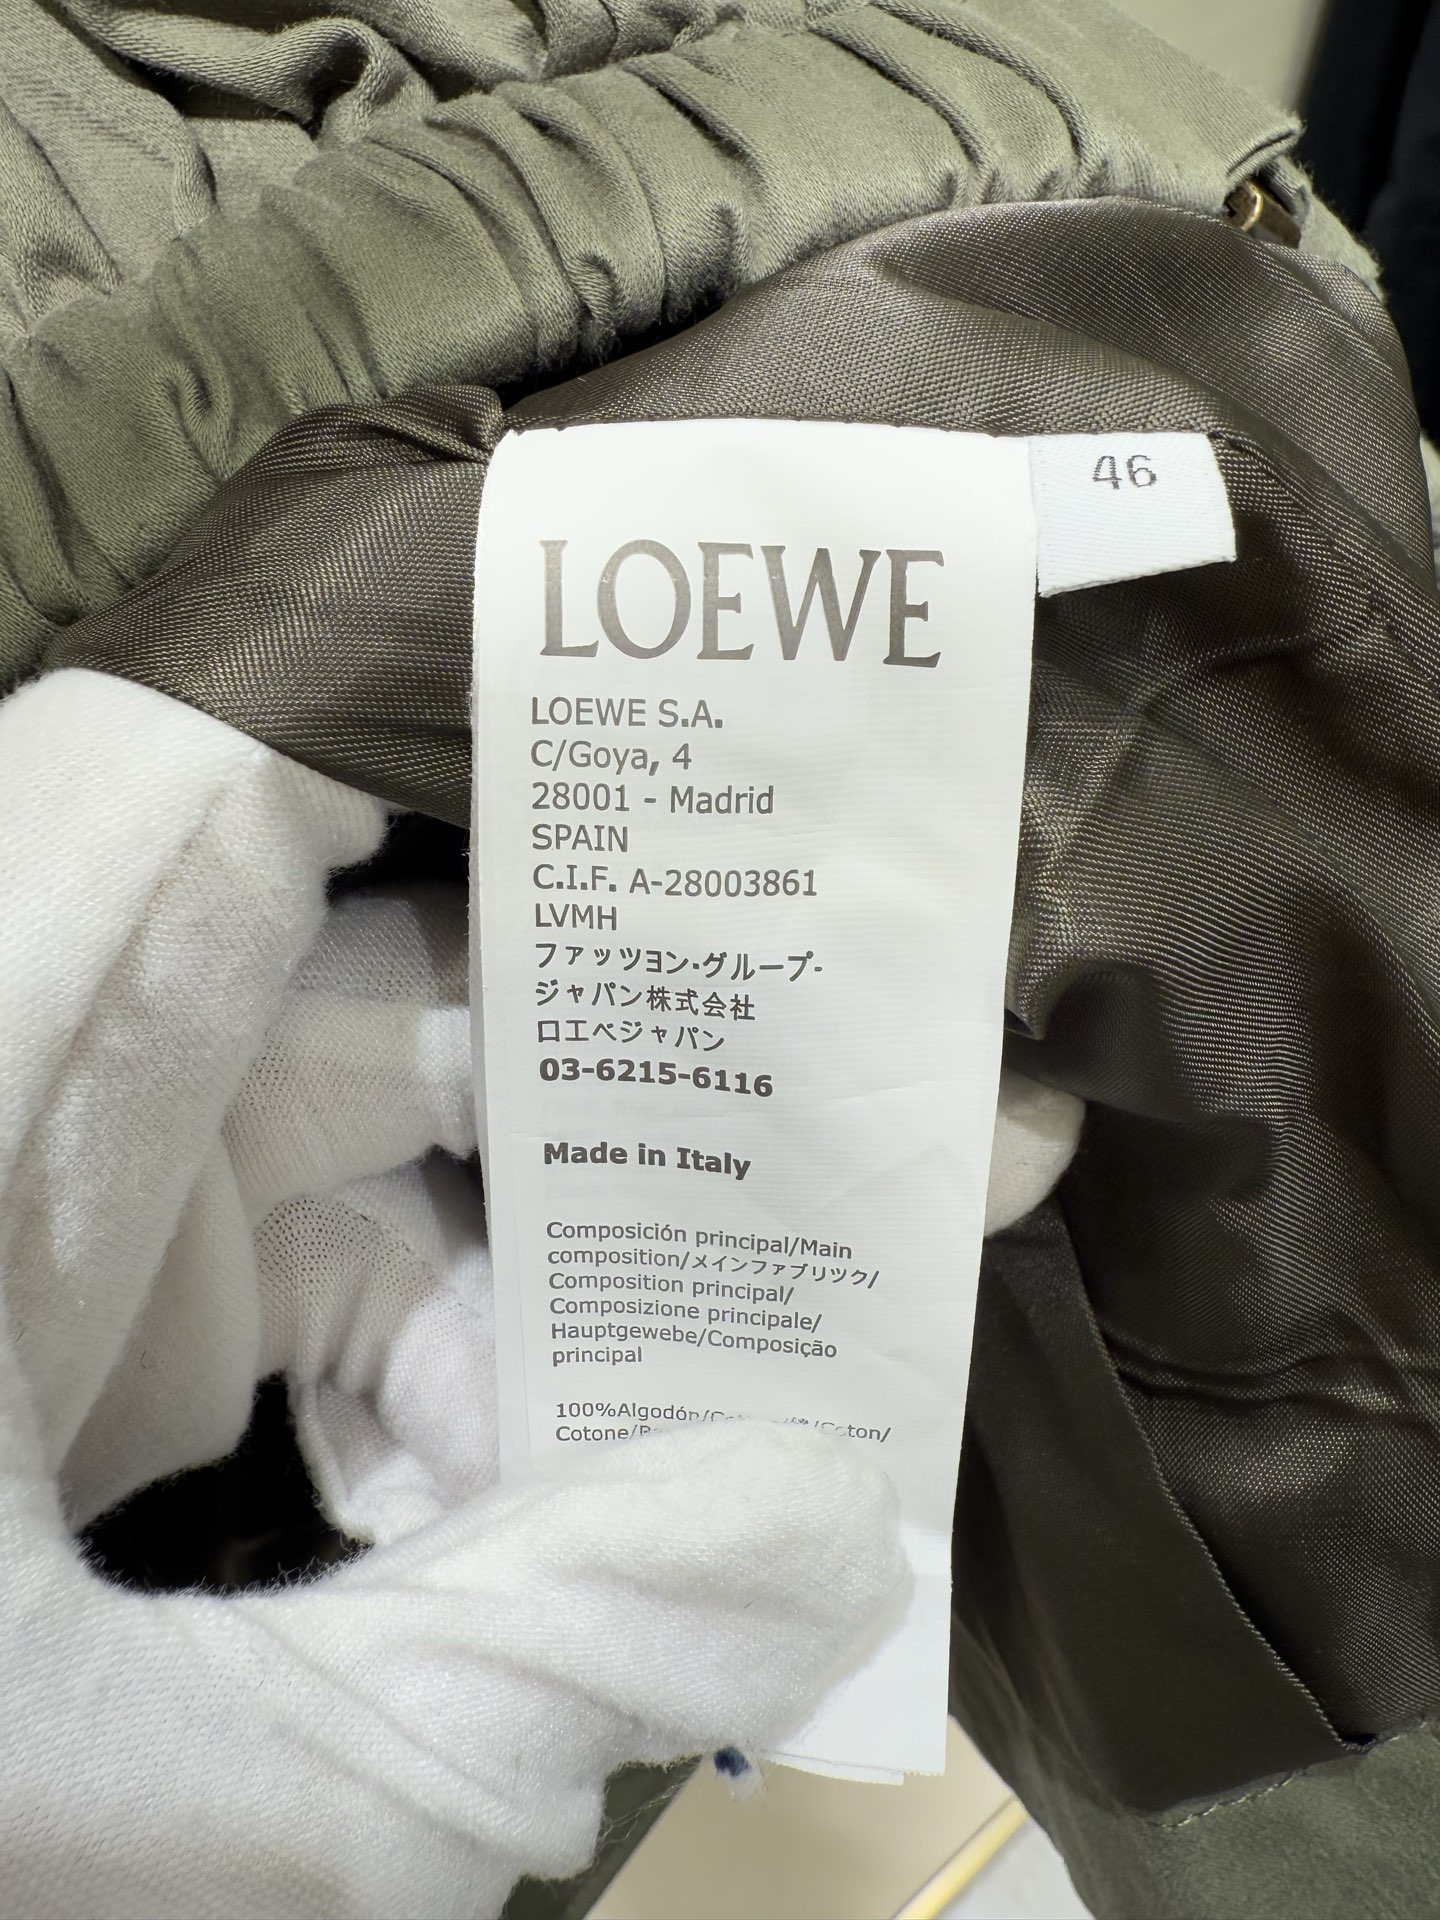 46
LOEWE
LOEWE S.A.
C/Goya, 4
28001 - Madrid
SPAIN
C.I.F. A-28003861
LVMH
ファッツヨン·グループ-
ジャパン株式会社
ロエベジャパン
03-6215-6116
Made in Italy
Composición principal/Main
composition/メインファブリツク/
Composition principal/
Composizione principale/
Hauptgewebe/Composição
principal
100%Algodón/
Cotone/